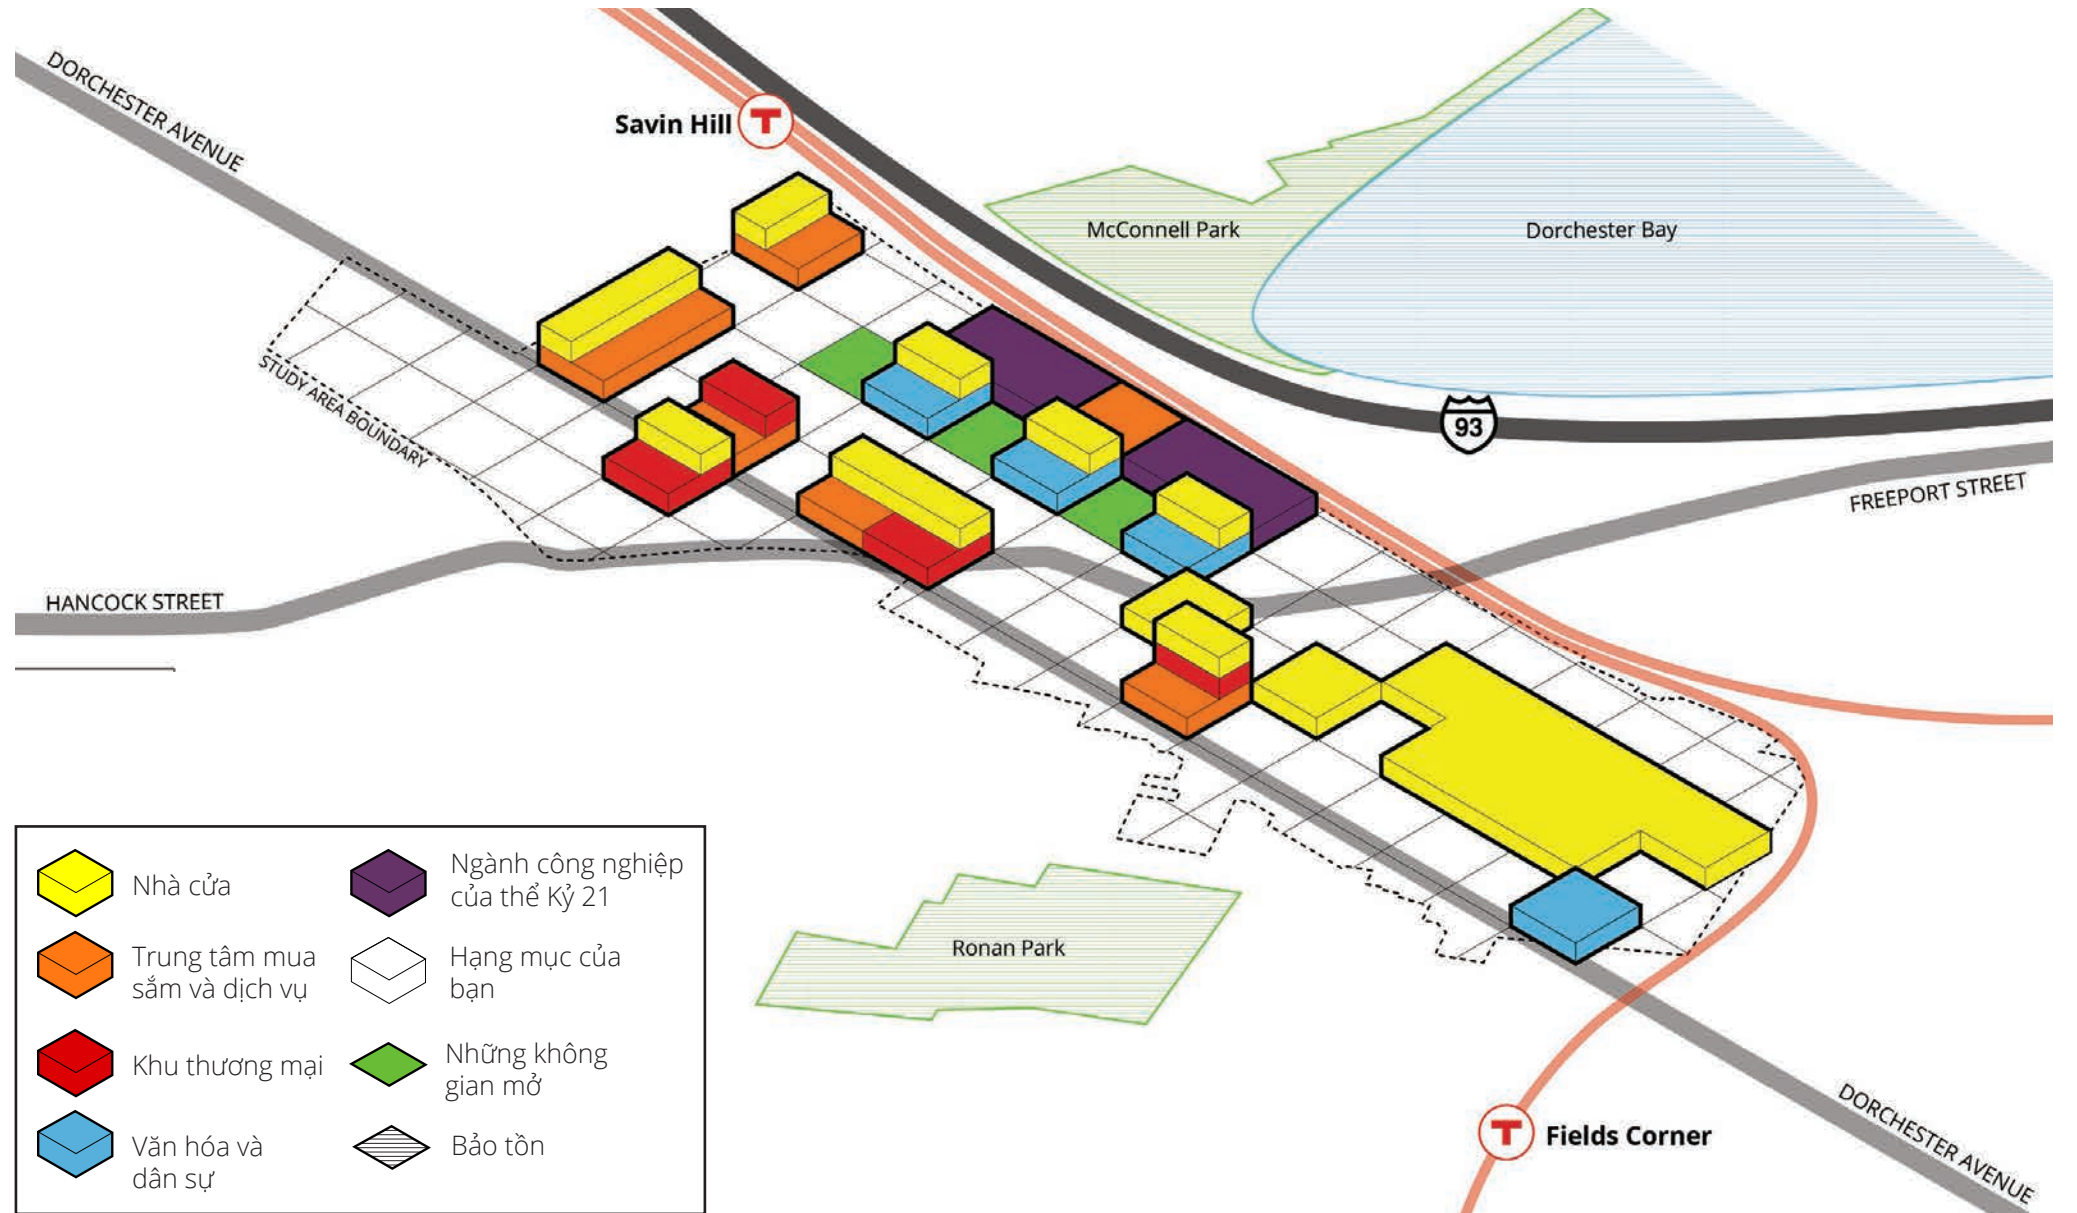 DORCHESTER AVENUE
Savin Hill
T
McConnell Park
Dorchester Bay
STUDY AREA BOUNDARY
93
FREEPORT STREET
HANCOCK STREET
Ronan Park
T
Fields Corner
DORCHESTER AVENUE
Nhà cửa
Trung tâm mua
sắm và dịch vụ
Khu thương mại
Văn hóa và
dân sự
Ngành công nghiệp
của thể Kỷ 21
Hạng mục của
bạn
Những không
gian mở
Bảo tồn